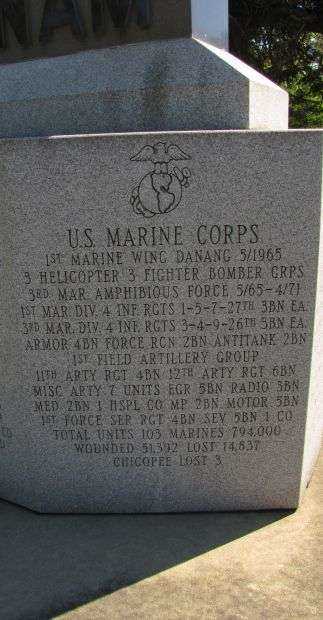 NAM
U.S. MARINE CORPS
1ST MARINE WING DANANG 5/1965
3 HELICOPTER 3 FIGHTER BOMBER GRPS
3RD MAR. AMPHIBIOUS FORCE 5/65-4/71
1ST MAR DIV. 4 INF. RGTS 1-5-7-27TH 3BN EA.
3RD MAR. DIV. 4 INF. RGTS 3-4-9-26TH 3BN EA.
ARMOR 4BN FORCE RCN 2BN ANTITANK 2BN
1ST FIELD ARTILLERY GROUP
11TH ARTY RGT 4BN 12TH ARTY RGT 6BN
MISC ARTY 7 UNITS EGR 5BN RADIO 3BN
MED 2BN 1 HSPL CO MP 2BN MOTOR 5BN
1ST FORCE SER RGT 4BN SEV 5BN 1 CO
TOTAL UNITS 103 MARINES 794,000
WOUNDED 51,392 LOST 14,837
CHICOPEE LOST 3